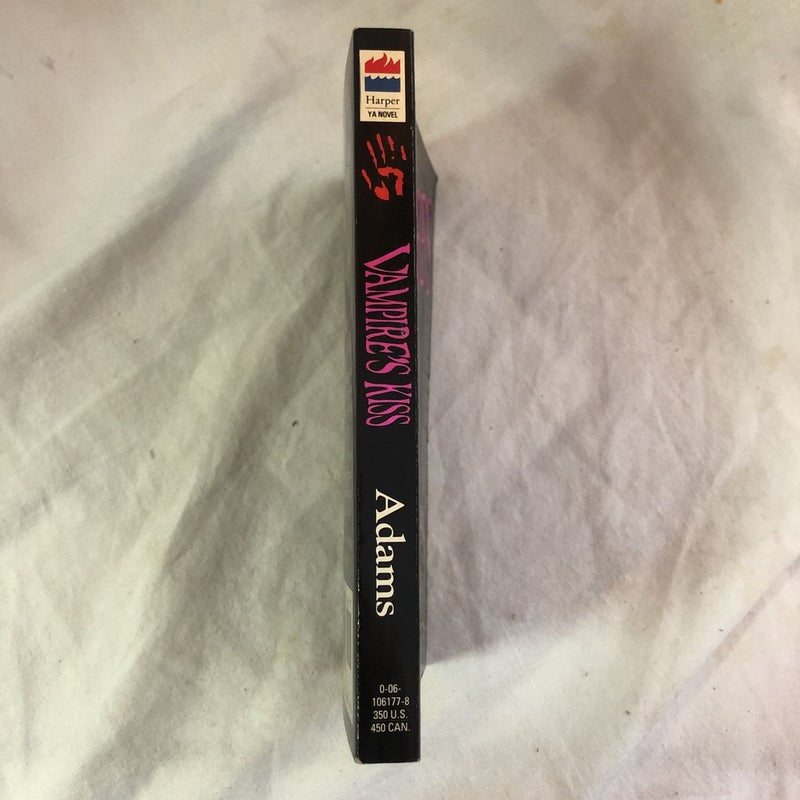 Harper
YA NOVEL
VAMPIRE'S KISS
Adams
0-06-
106177-8
350 U.S.
450 CAN.